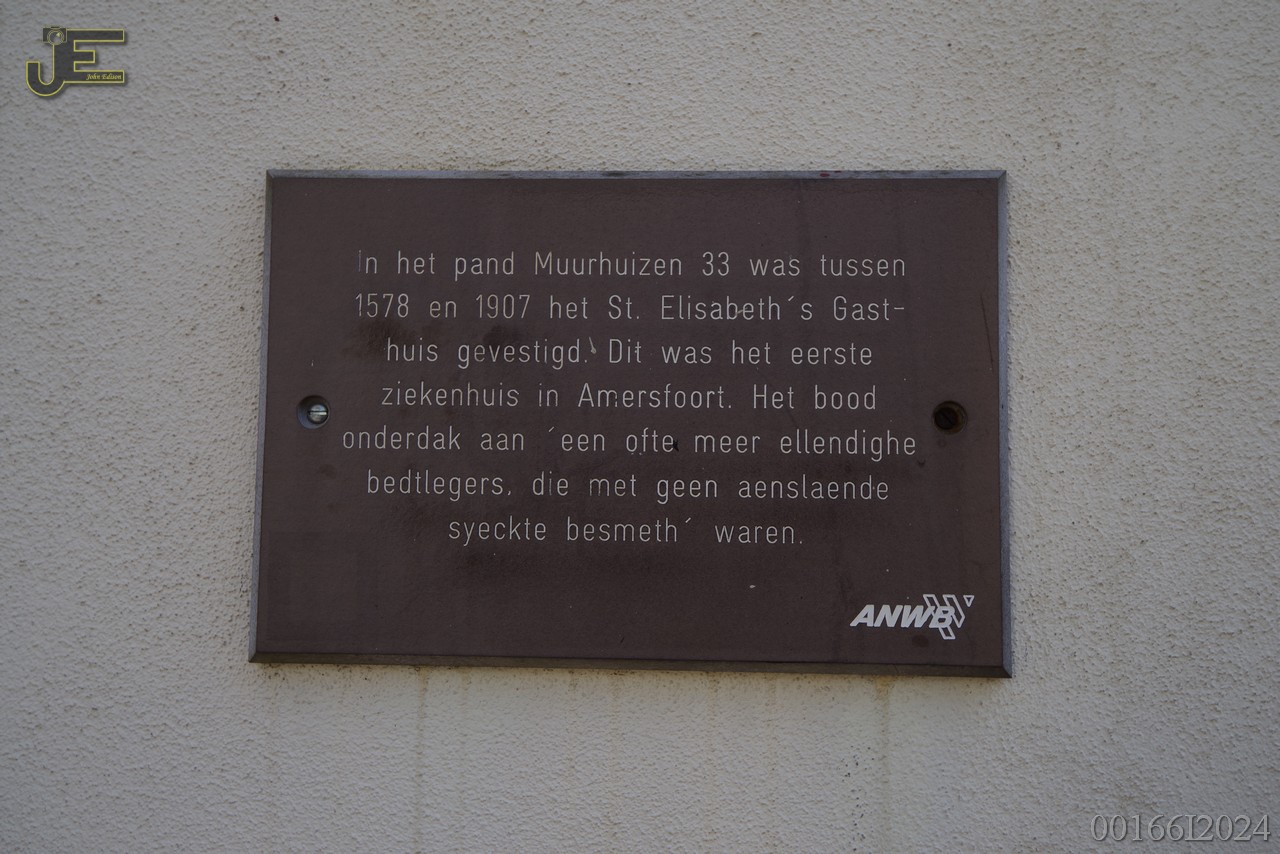 JE
John Edison
In het pand Muurhuizen 33 was tussen
1578 en 1907 het St. Elisabeth´s Gast-
huis gevestigd. Dit was het eerste
ziekenhuis in Amersfoort. Het bood
onderdak aan ´een ofte meer ellendighe
bedtlegers, die met geen aenslaende
syeckte besmeth´ waren.
ANWB
00166I2024